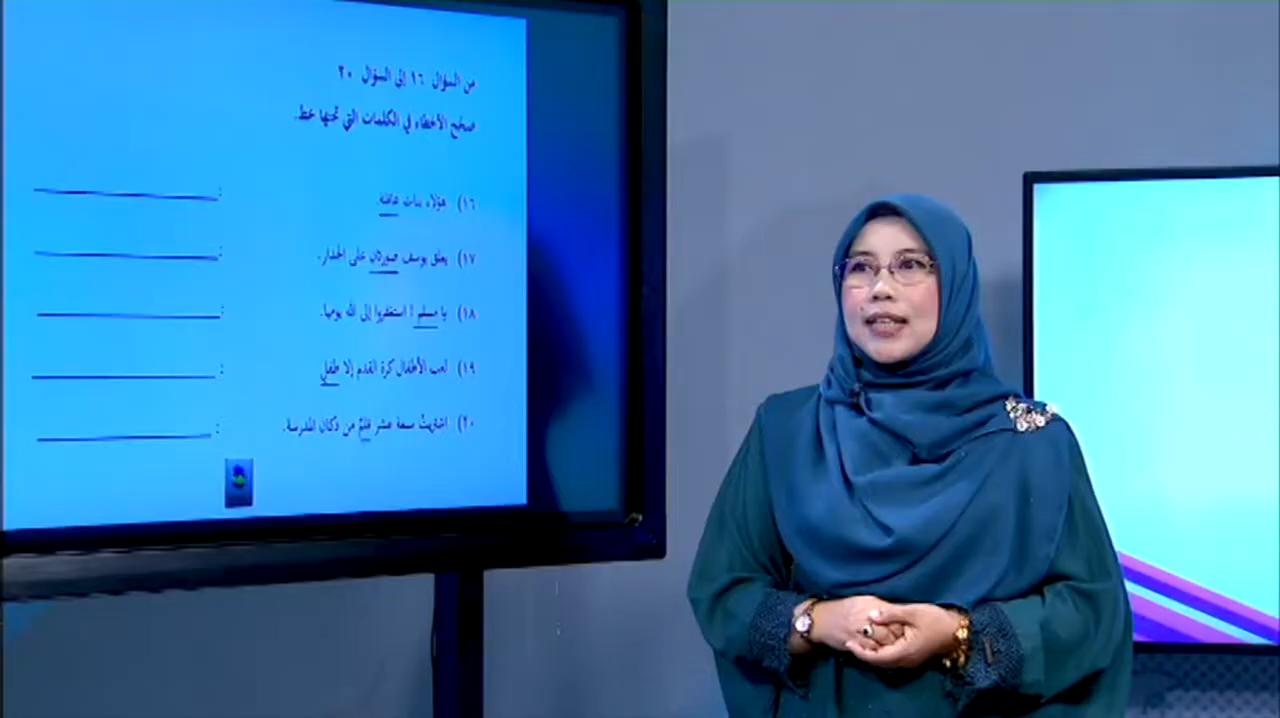 من السؤال ١٦ إلى السؤال ٢٠
صحّح الأخطاء في الكلمات التي تحتها خط.
١٦) هؤلاء بنات عاقلة :
١٧) يعلق يوسف صورتان على الجدار. :
١٨) يا مسلم ! استغفروا إلى الله يوميا. :
١٩) لعب الأطفال كرة القدم إلا طفل :
٢٠) اشتريتُ عشر قلمٌ من دكان المدرسة. :